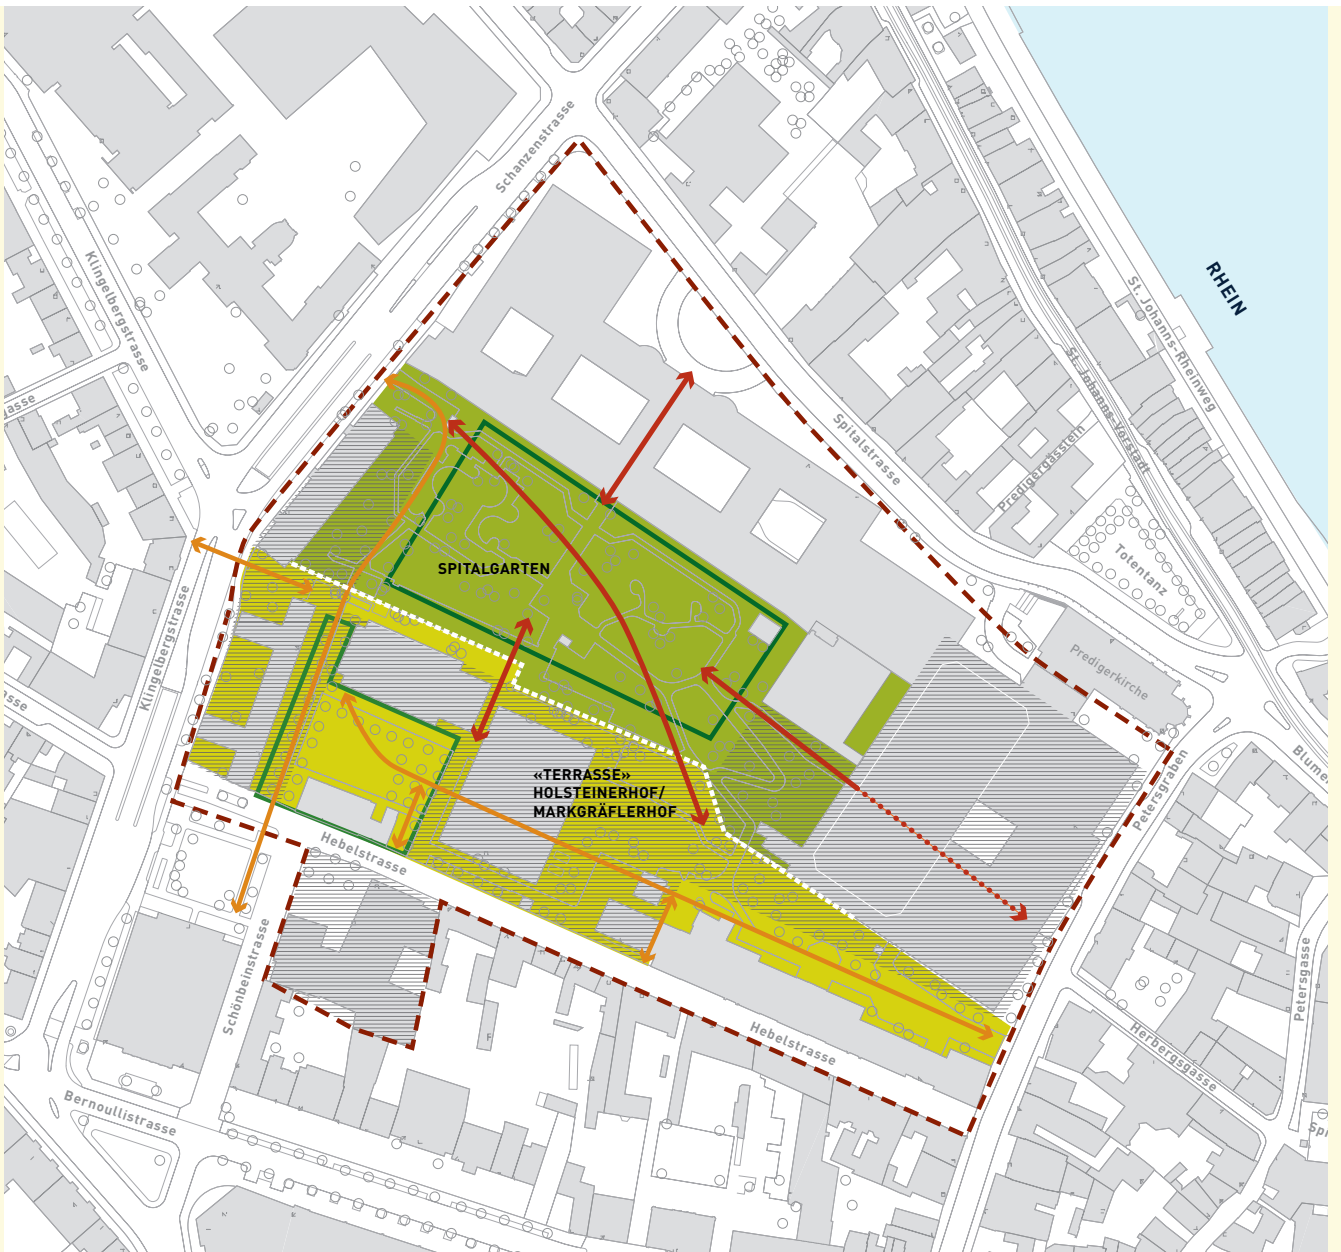 Schanzenstrasse
Klingelbergstrasse
RHEIN
St. Johanns-Rheinweg
St. Johanns-Vorstadt
Spitalstrasse
Predigergässlein
Totentanz
SPITALGARTEN
Klingelbergstrasse
Predigerkirche
«TERRASSE»
HOLSTEINERHOF/
MARKGRÄFLERHOF
Petersgraben
Hebelstrasse
Schönbeinstrasse
Petersgasse
Hebelstrasse
Herbergsgasse
Bernoullistrasse